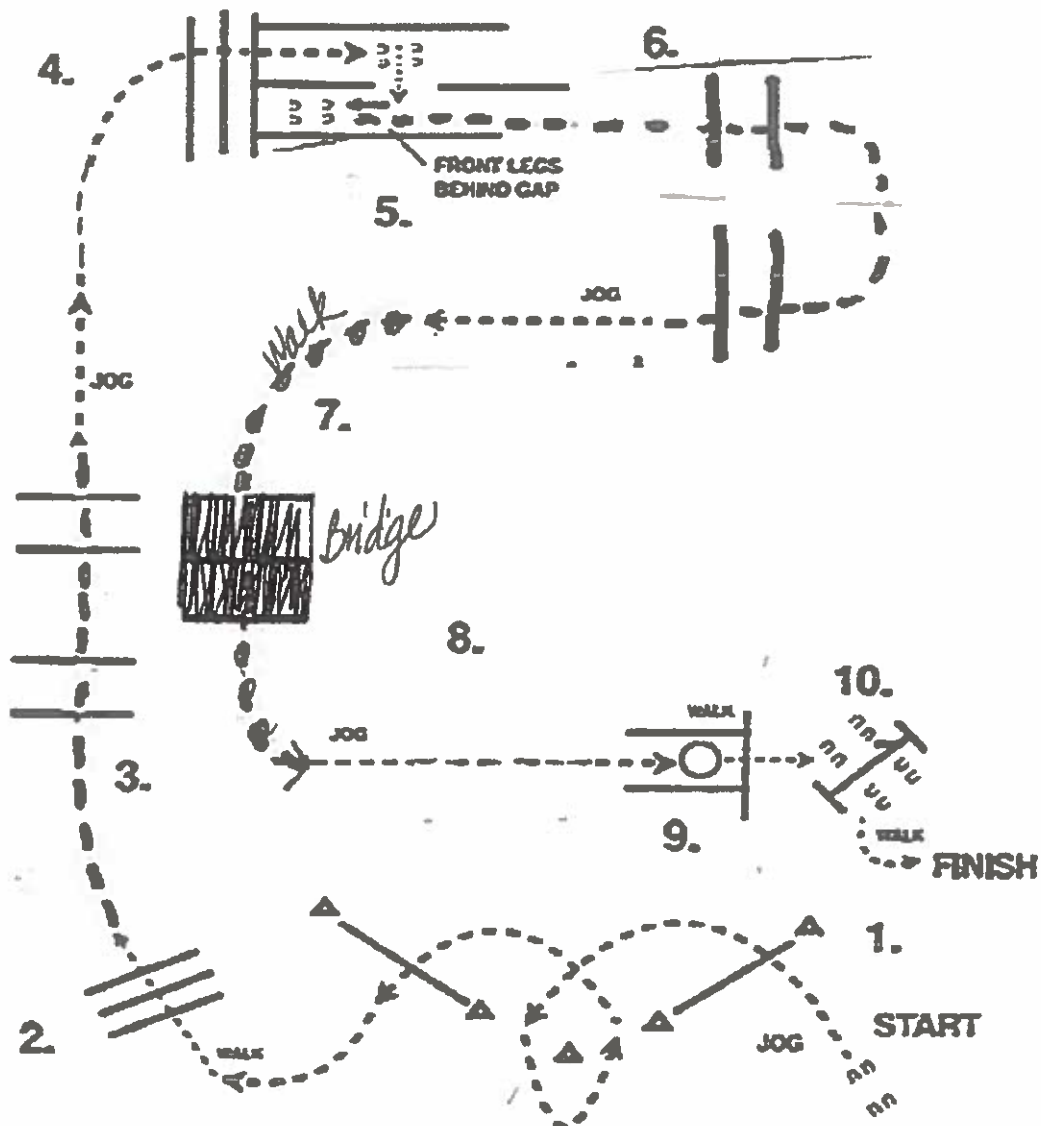 4.
6.
FRONT LEGS
BEHIND GAP
5.
JOG
Walk
JOG
7.
Bridge
8.
WALK
10.
JOG
3.
9.
WALK
FINISH
1.
START
JOG
2.
WALK